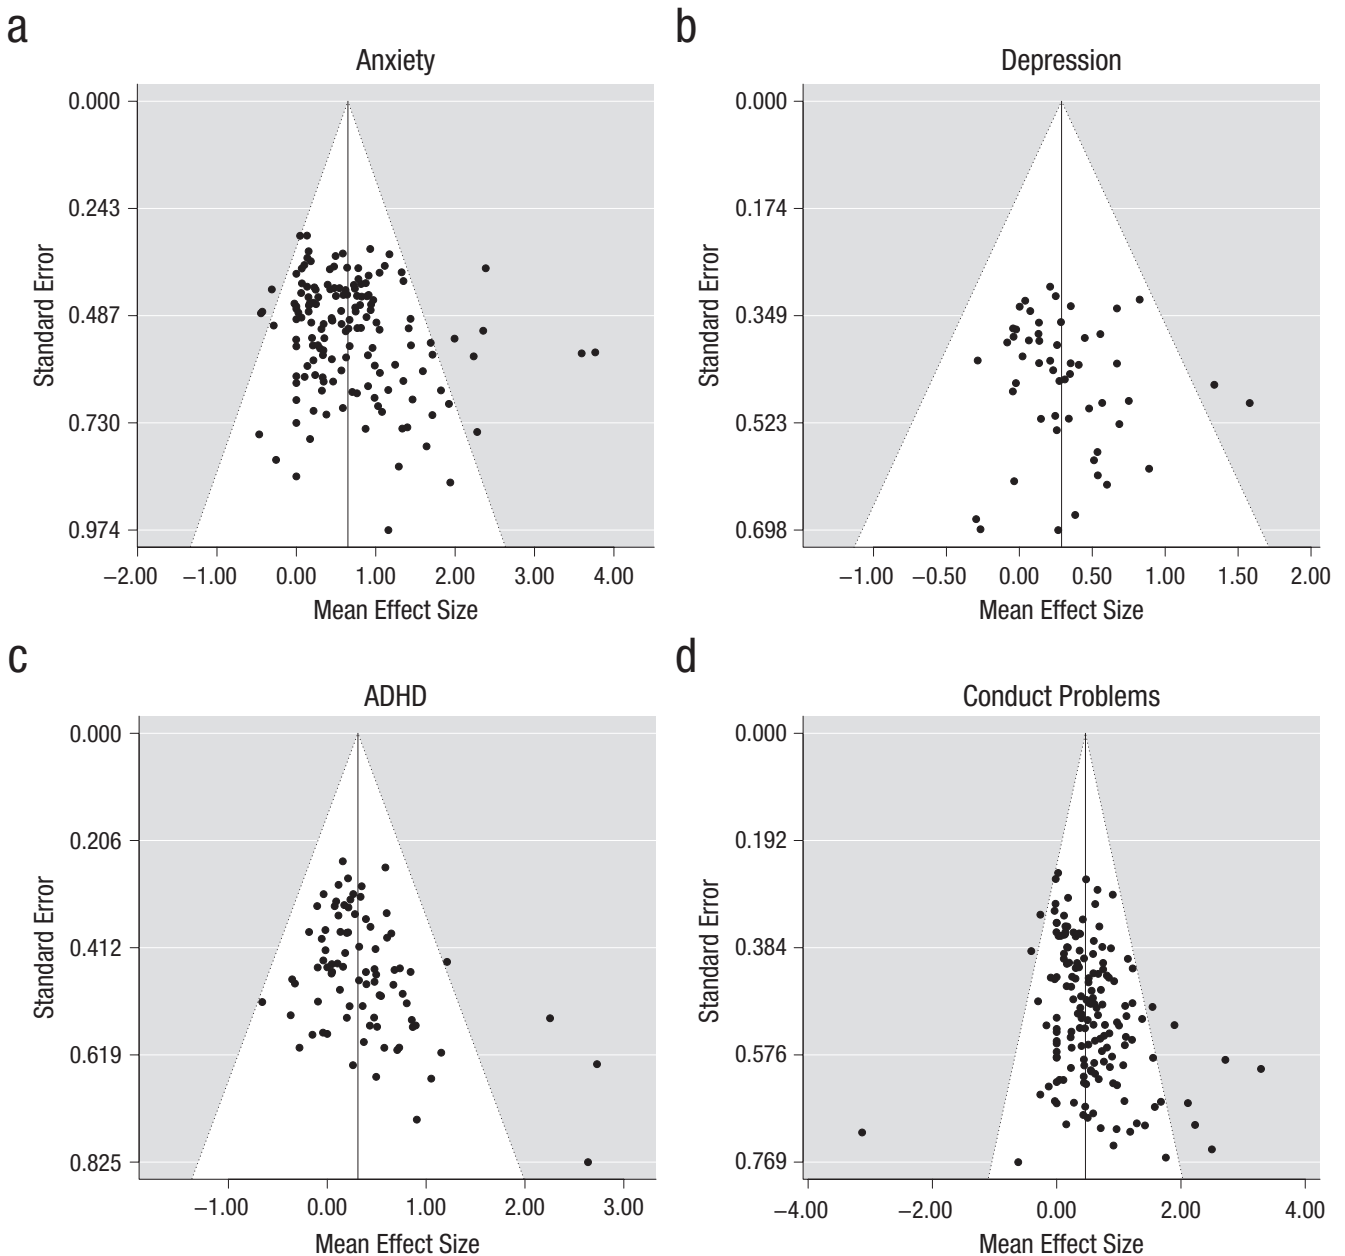 a
Anxiety
0.000
0.243
0.487
0.730
0.974
Standard Error
−2.00 −1.00 0.00 1.00 2.00 3.00 4.00
Mean Effect Size
b
Depression
0.000
0.174
0.349
0.523
0.698
Standard Error
−1.00 −0.50 0.00 0.50 1.00 1.50 2.00
Mean Effect Size
c
ADHD
0.000
0.206
0.412
0.619
0.825
Standard Error
−1.00 0.00 1.00 2.00 3.00
Mean Effect Size
d
Conduct Problems
0.000
0.192
0.384
0.576
0.769
Standard Error
−4.00 −2.00 0.00 2.00 4.00
Mean Effect Size